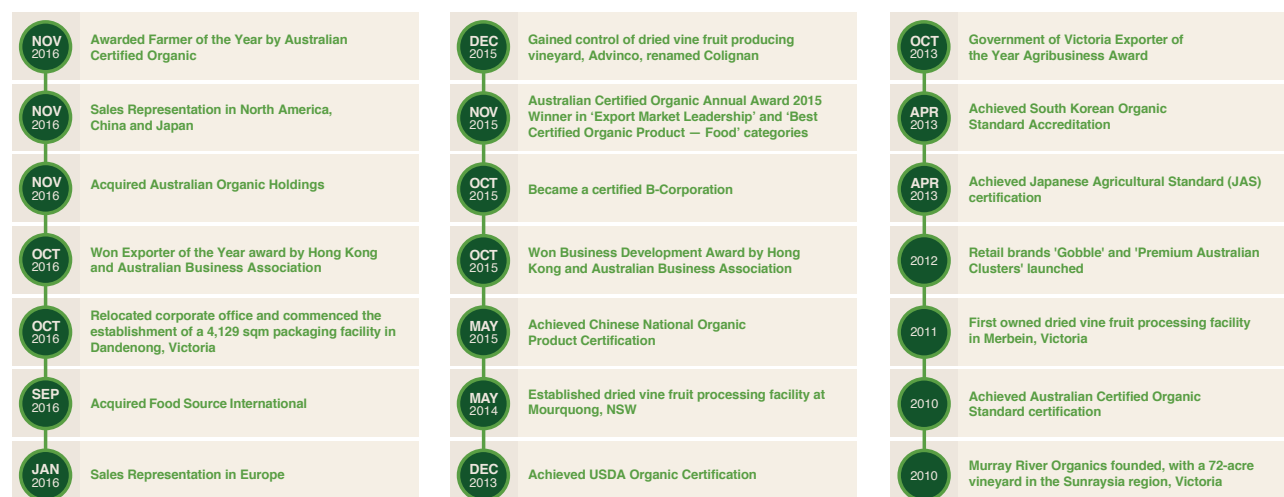 NOV
2016
Awarded Farmer of the Year by Australian
Certified Organic
NOV
2016
Sales Representation in North America,
China and Japan
NOV
2016
Acquired Australian Organic Holdings
OCT
2016
Won Exporter of the Year award by Hong Kong
and Australian Business Association
OCT
2016
Relocated corporate office and commenced the
establishment of a 4,129 sqm packaging facility in
Dandenong, Victoria
SEP
2016
Acquired Food Source International
JAN
2016
Sales Representation in Europe
DEC
2015
Gained control of dried vine fruit producing
vineyard, Advinco, renamed Colignan
NOV
2015
Australian Certified Organic Annual Award 2015
Winner in ‘Export Market Leadership’ and ‘Best
Certified Organic Product — Food’ categories
OCT
2015
Became a certified B-Corporation
OCT
2015
Won Business Development Award by Hong
Kong and Australian Business Association
MAY
2015
Achieved Chinese National Organic
Product Certification
MAY
2014
Established dried vine fruit processing facility at
Mourquong, NSW
DEC
2013
Achieved USDA Organic Certification
OCT
2013
Government of Victoria Exporter of
the Year Agribusiness Award
APR
2013
Achieved South Korean Organic
Standard Accreditation
APR
2013
Achieved Japanese Agricultural Standard (JAS)
certification
2012
Retail brands 'Gobble' and 'Premium Australian
Clusters' launched
2011
First owned dried vine fruit processing facility
in Merbein, Victoria
2010
Achieved Australian Certified Organic
Standard certification
2010
Murray River Organics founded, with a 72-acre
vineyard in the Sunraysia region, Victoria